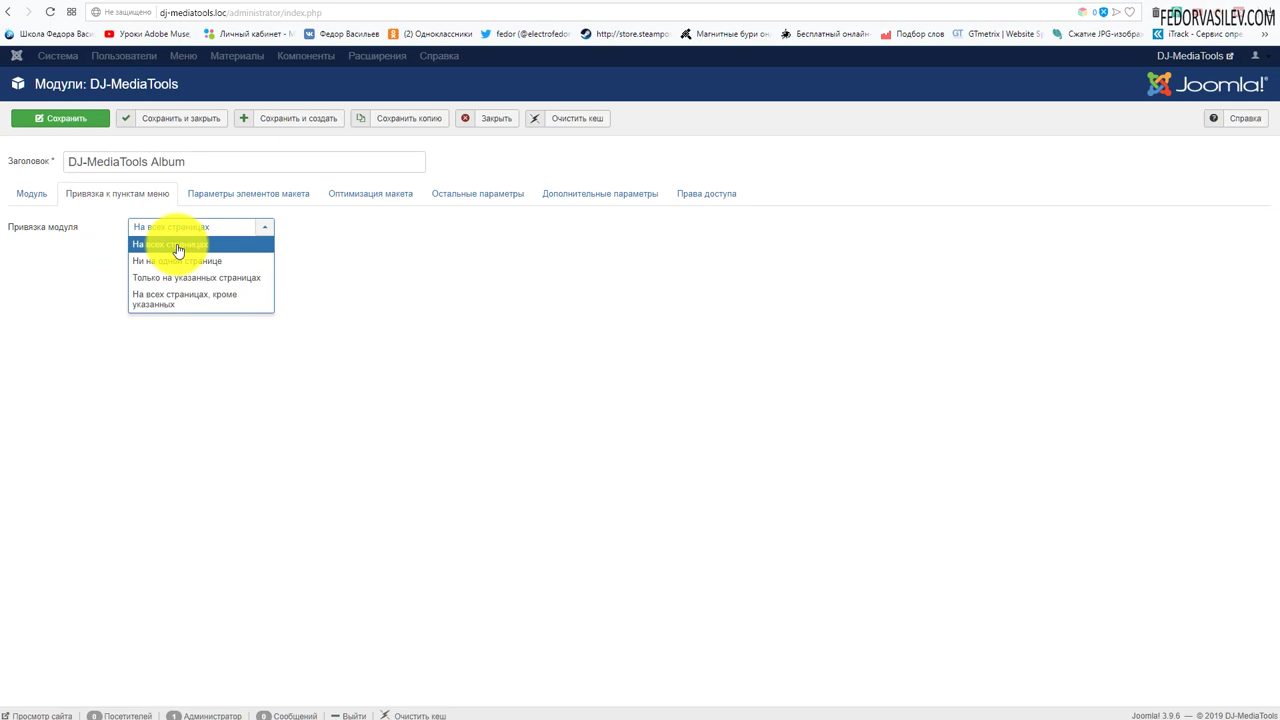 Не защищено dj-mediatools.loc/administrator/index.php 0
FEDORVASILEV.COM
Школа Федора Васи Уроки Adobe Muse, Личный кабинет - М Федор Васильев Одноклассники fedor (@electrofedor http://store.steampo Магнитные бури он Бесплатный онлайн Подбор слов GTmetrix | Website S Сжатие JPG-изобра iTrack - Сервис опре
Система Пользователи Меню Материалы Компоненты Расширения Справка DJ-MediaTools
Модули: DJ-MediaTools Joomla!®
Сохранить Сохранить и закрыть Сохранить и создать Сохранить копию Закрыть Очистить кеш Справка
Заголовок * DJ-MediaTools Album
Модуль Привязка к пунктам меню Параметры элементов макета Оптимизация макета Остальные параметры Дополнительные параметры Права доступа
Привязка модуля На всех страницах
На всех страницах
Ни на одной странице
Только на указанных страницах
На всех страницах, кроме
указанных
Просмотр сайта 0 Посетителей 1 Администратор 0 Сообщений Выйти Очистить кеш Joomla! 3.9.6 — © 2019 DJ-MediaTools